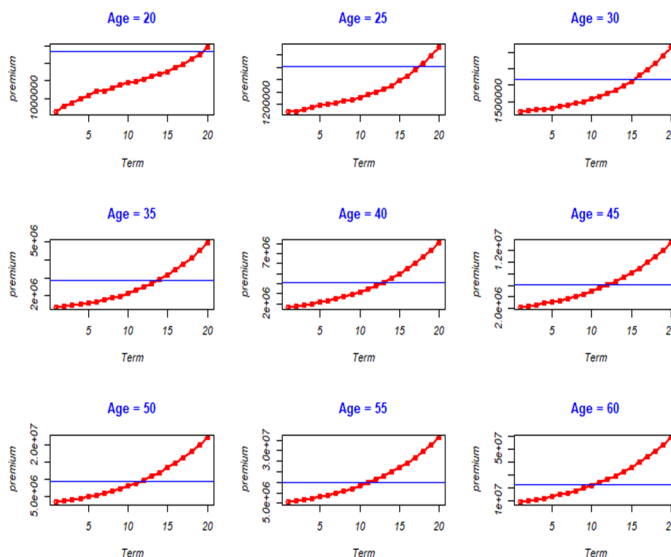 Age = 20
Age = 25
Age = 30
premium
1000000
5 10 15 20
Term
premium
1200000
5 10 15 20
Term
premium
1500000
5 10 15 20
Term
Age = 35
Age = 40
Age = 45
premium
2e+06 5e+06
5 10 15 20
Term
premium
2e+06 7e+06
5 10 15 20
Term
premium
2.0e+06 1.2e+07
5 10 15 20
Term
Age = 50
Age = 55
Age = 60
premium
5.0e+06 2.0e+07
5 10 15 20
Term
premium
5.0e+06 3.0e+07
5 10 15 20
Term
premium
1e+07 5e+07
5 10 15 20
Term